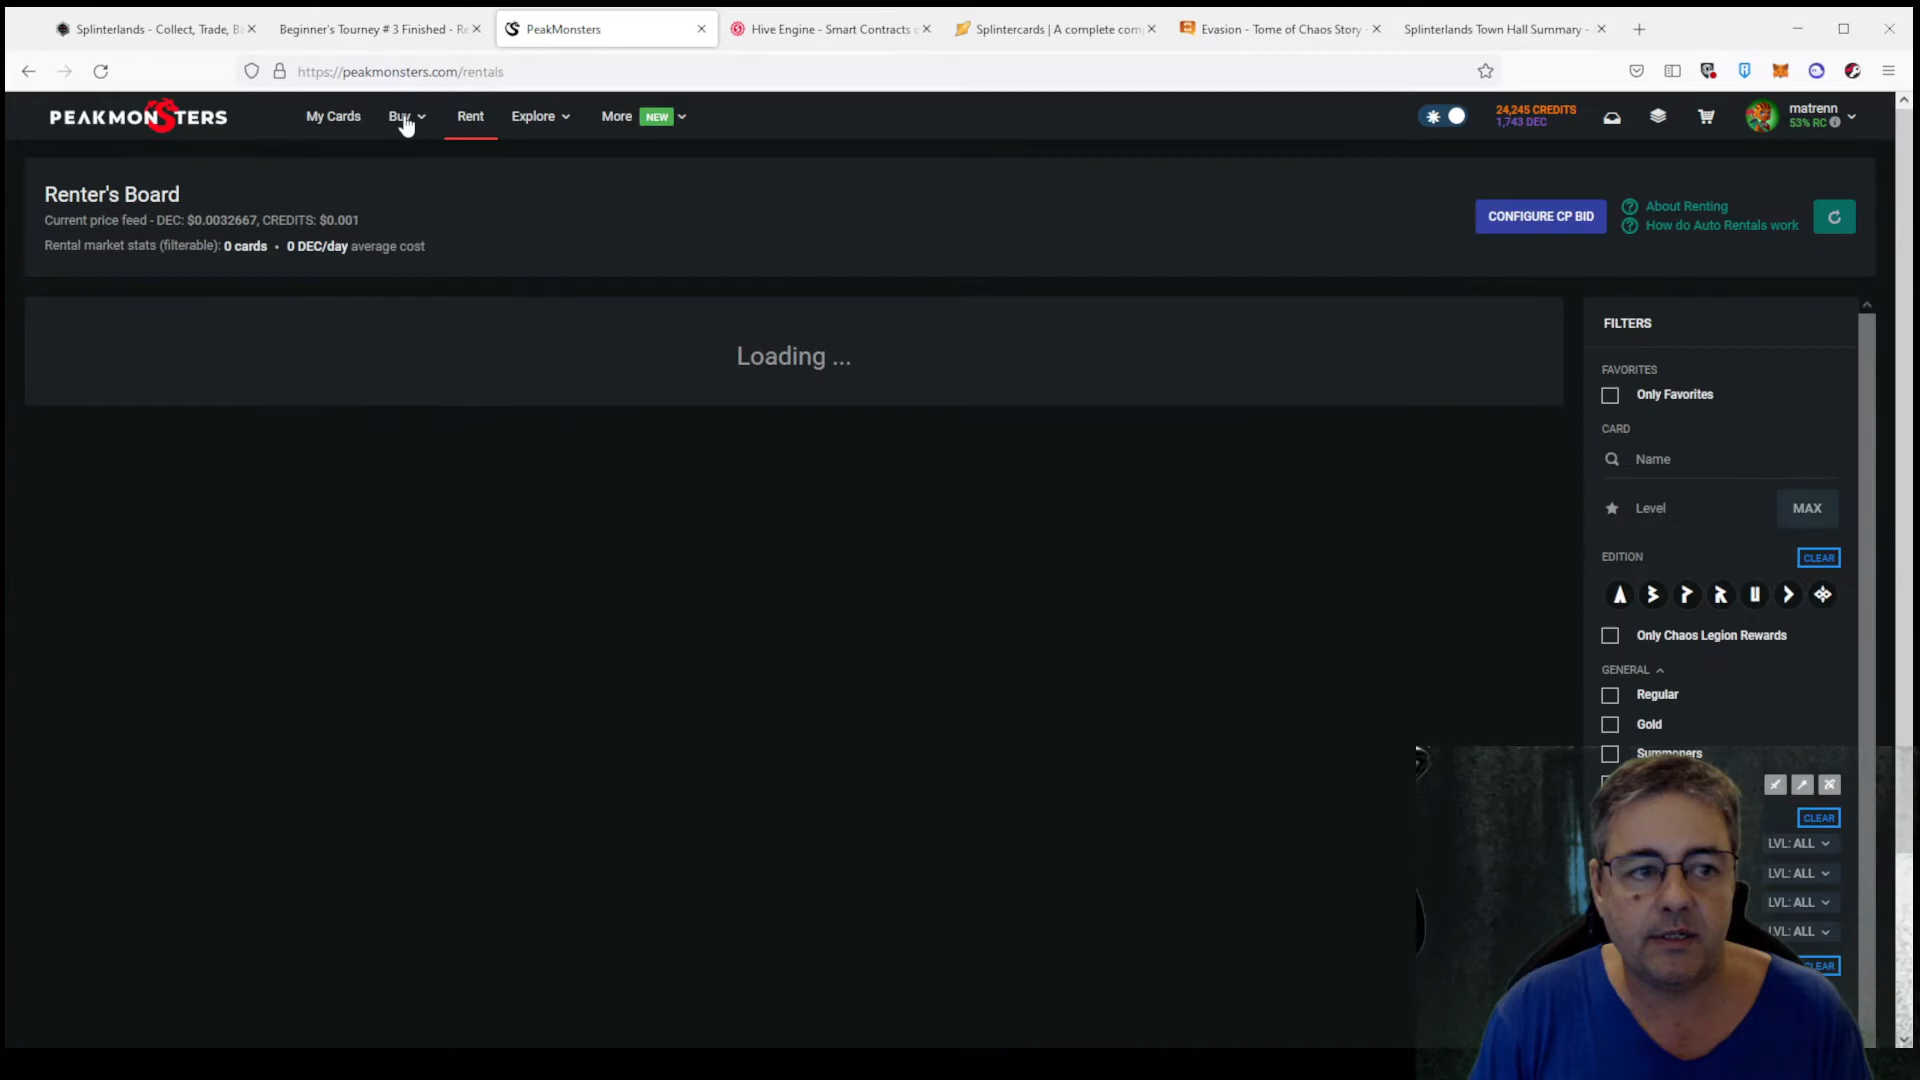 Splinterlands - Collect, Trade, Ba
Beginner's Tourney # 3 Finished - Re
PeakMonsters
Hive Engine - Smart Contracts o
Splintercards | A complete com
Evasion - Tome of Chaos Story
Splinterlands Town Hall Summary -
https://peakmonsters.com/rentals
PEAKMONSTERS
My Cards
Buy
Rent
Explore
More
NEW
24,245 CREDITS
1,743 DEC
matrenn
53% RC
Renter's Board
Current price feed - DEC: $0.0032667, CREDITS: $0.001
Rental market stats (filterable): 0 cards • 0 DEC/day average cost
CONFIGURE CP BID
About Renting
How do Auto Rentals work
Loading ...
FILTERS
FAVORITES
Only Favorites
CARD
Name
Level
MAX
EDITION
CLEAR
Only Chaos Legion Rewards
GENERAL
Regular
Gold
Summoners
CLEAR
LVL: ALL
LVL: ALL
LVL: ALL
LVL: ALL
CLEAR